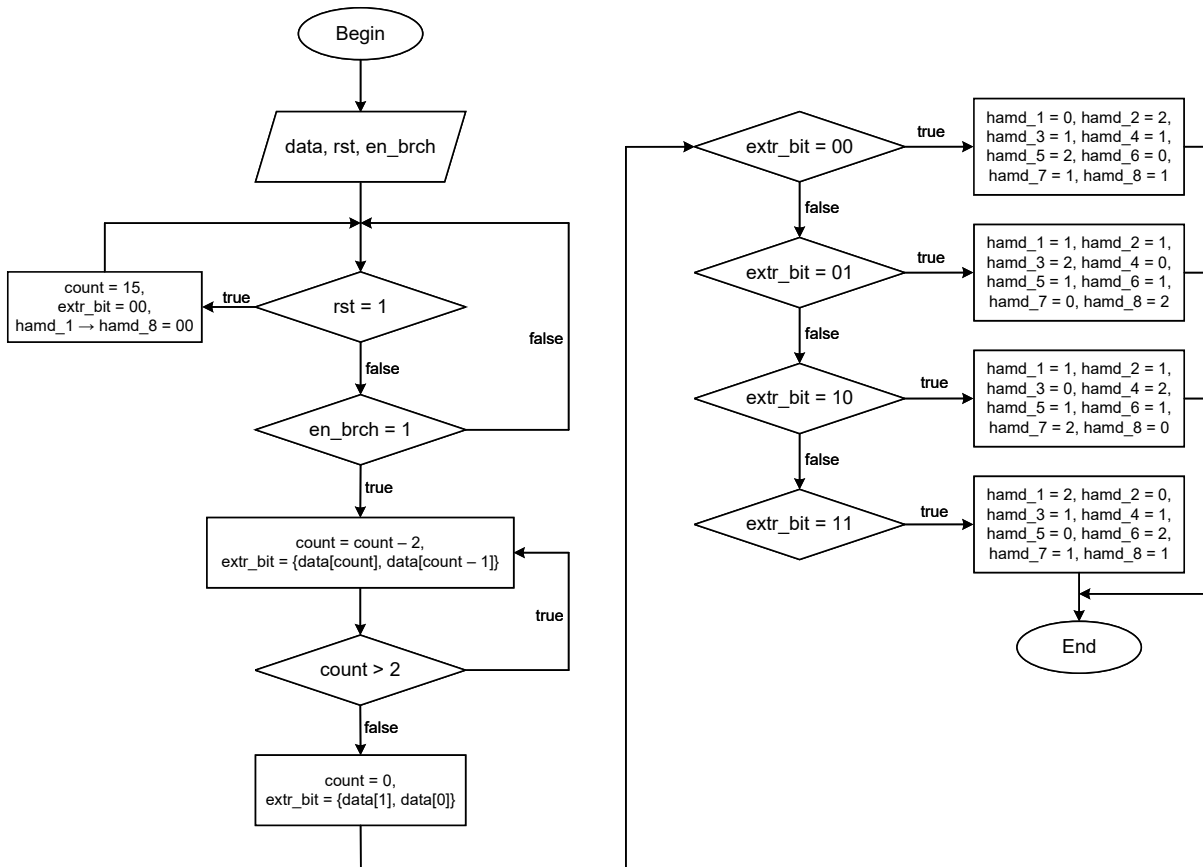 Begin
data, rst, en_brch
count = 15,
extr_bit = 00,
hamd_1 → hamd_8 = 00
true
rst = 1
false
false
en_brch = 1
true
count = count – 2,
extr_bit = {data[count], data[count – 1]}
true
count > 2
false
count = 0,
extr_bit = {data[1], data[0]}
extr_bit = 00
true
hamd_1 = 0, hamd_2 = 2,
hamd_3 = 1, hamd_4 = 1,
hamd_5 = 2, hamd_6 = 0,
hamd_7 = 1, hamd_8 = 1
false
extr_bit = 01
true
hamd_1 = 1, hamd_2 = 1,
hamd_3 = 2, hamd_4 = 0,
hamd_5 = 1, hamd_6 = 1,
hamd_7 = 0, hamd_8 = 2
false
extr_bit = 10
true
hamd_1 = 1, hamd_2 = 1,
hamd_3 = 0, hamd_4 = 2,
hamd_5 = 1, hamd_6 = 1,
hamd_7 = 2, hamd_8 = 0
false
extr_bit = 11
true
hamd_1 = 2, hamd_2 = 0,
hamd_3 = 1, hamd_4 = 1,
hamd_5 = 0, hamd_6 = 2,
hamd_7 = 1, hamd_8 = 1
End